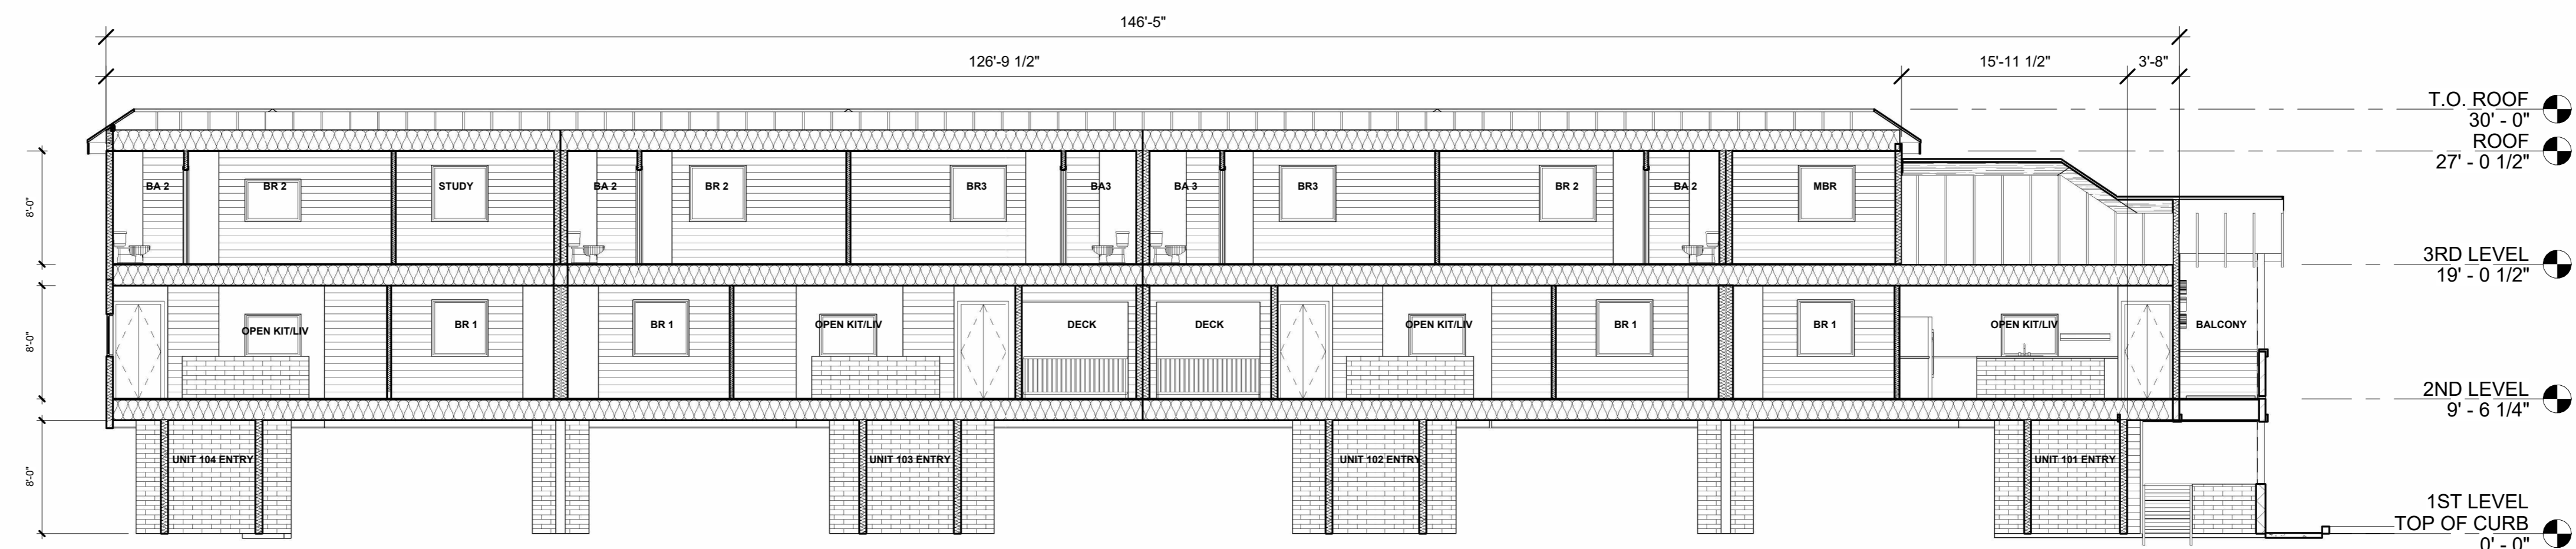 146'-5"
126'-9 1/2"
15'-11 1/2"
3'-8"
T.O. ROOF
30' - 0"
ROOF
27' - 0 1/2"
8'-0"
BA 2
BR 2
STUDY
BA 2
BR 2
BR3
BA3
BA 3
BR3
BR 2
BA 2
MBR
3RD LEVEL
19' - 0 1/2"
8'-0"
OPEN KIT/LIV
BR 1
BR 1
OPEN KIT/LIV
DECK
DECK
OPEN KIT/LIV
BR 1
BR 1
OPEN KIT/LIV
BALCONY
2ND LEVEL
9' - 6 1/4"
8'-0"
UNIT 104 ENTRY
UNIT 103 ENTRY
UNIT 102 ENTRY
UNIT 101 ENTRY
1ST LEVEL
TOP OF CURB
0' - 0"